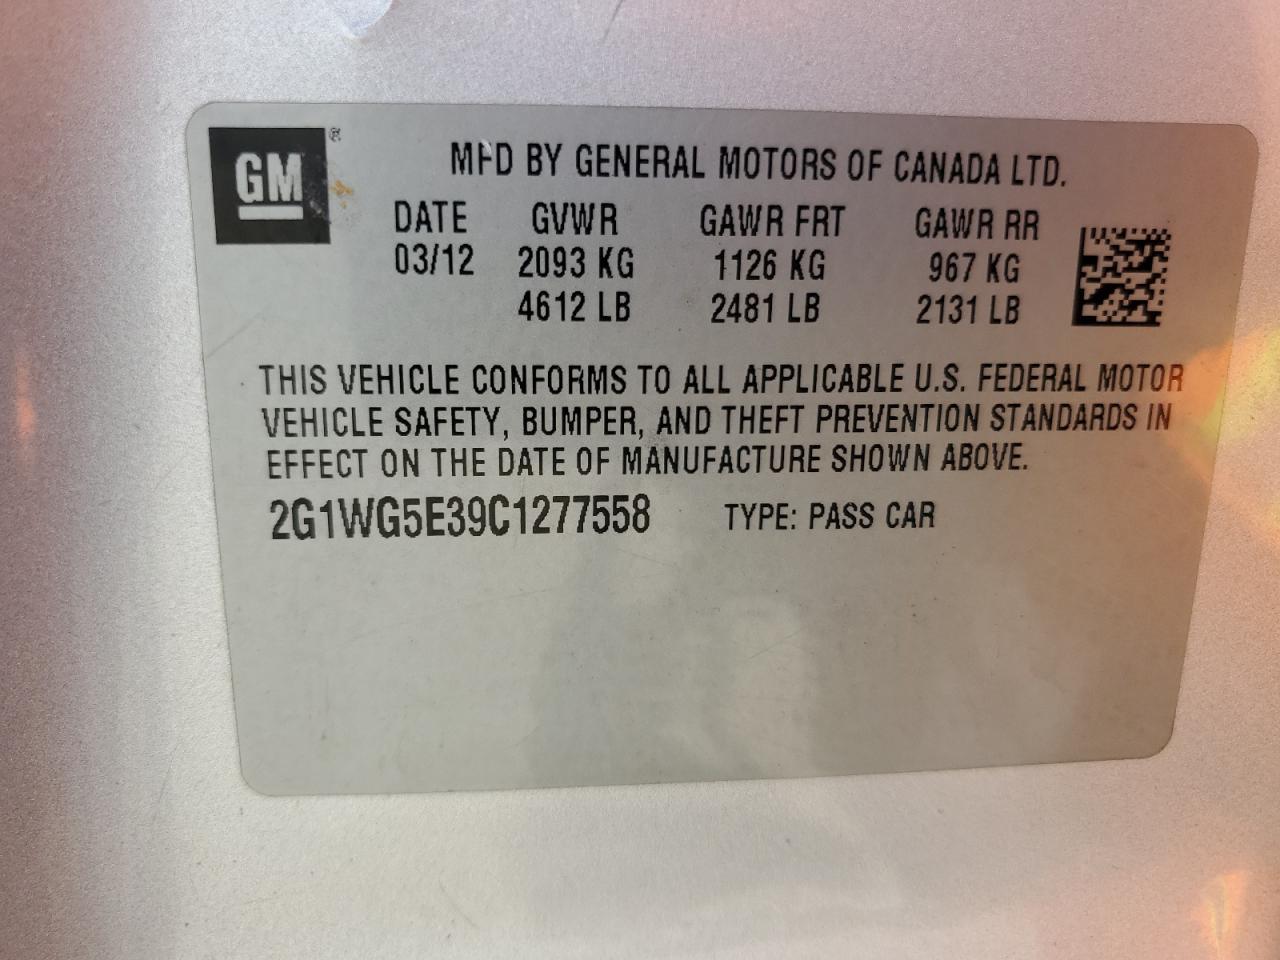 GM®
MFD BY GENERAL MOTORS OF CANADA LTD.
DATE GVWR GAWR FRT GAWR RR
03/12 2093 KG 1126 KG 967 KG
4612 LB 2481 LB 2131 LB
THIS VEHICLE CONFORMS TO ALL APPLICABLE U.S. FEDERAL MOTOR
VEHICLE SAFETY, BUMPER, AND THEFT PREVENTION STANDARDS IN
EFFECT ON THE DATE OF MANUFACTURE SHOWN ABOVE.
2G1WG5E39C1277558 TYPE: PASS CAR